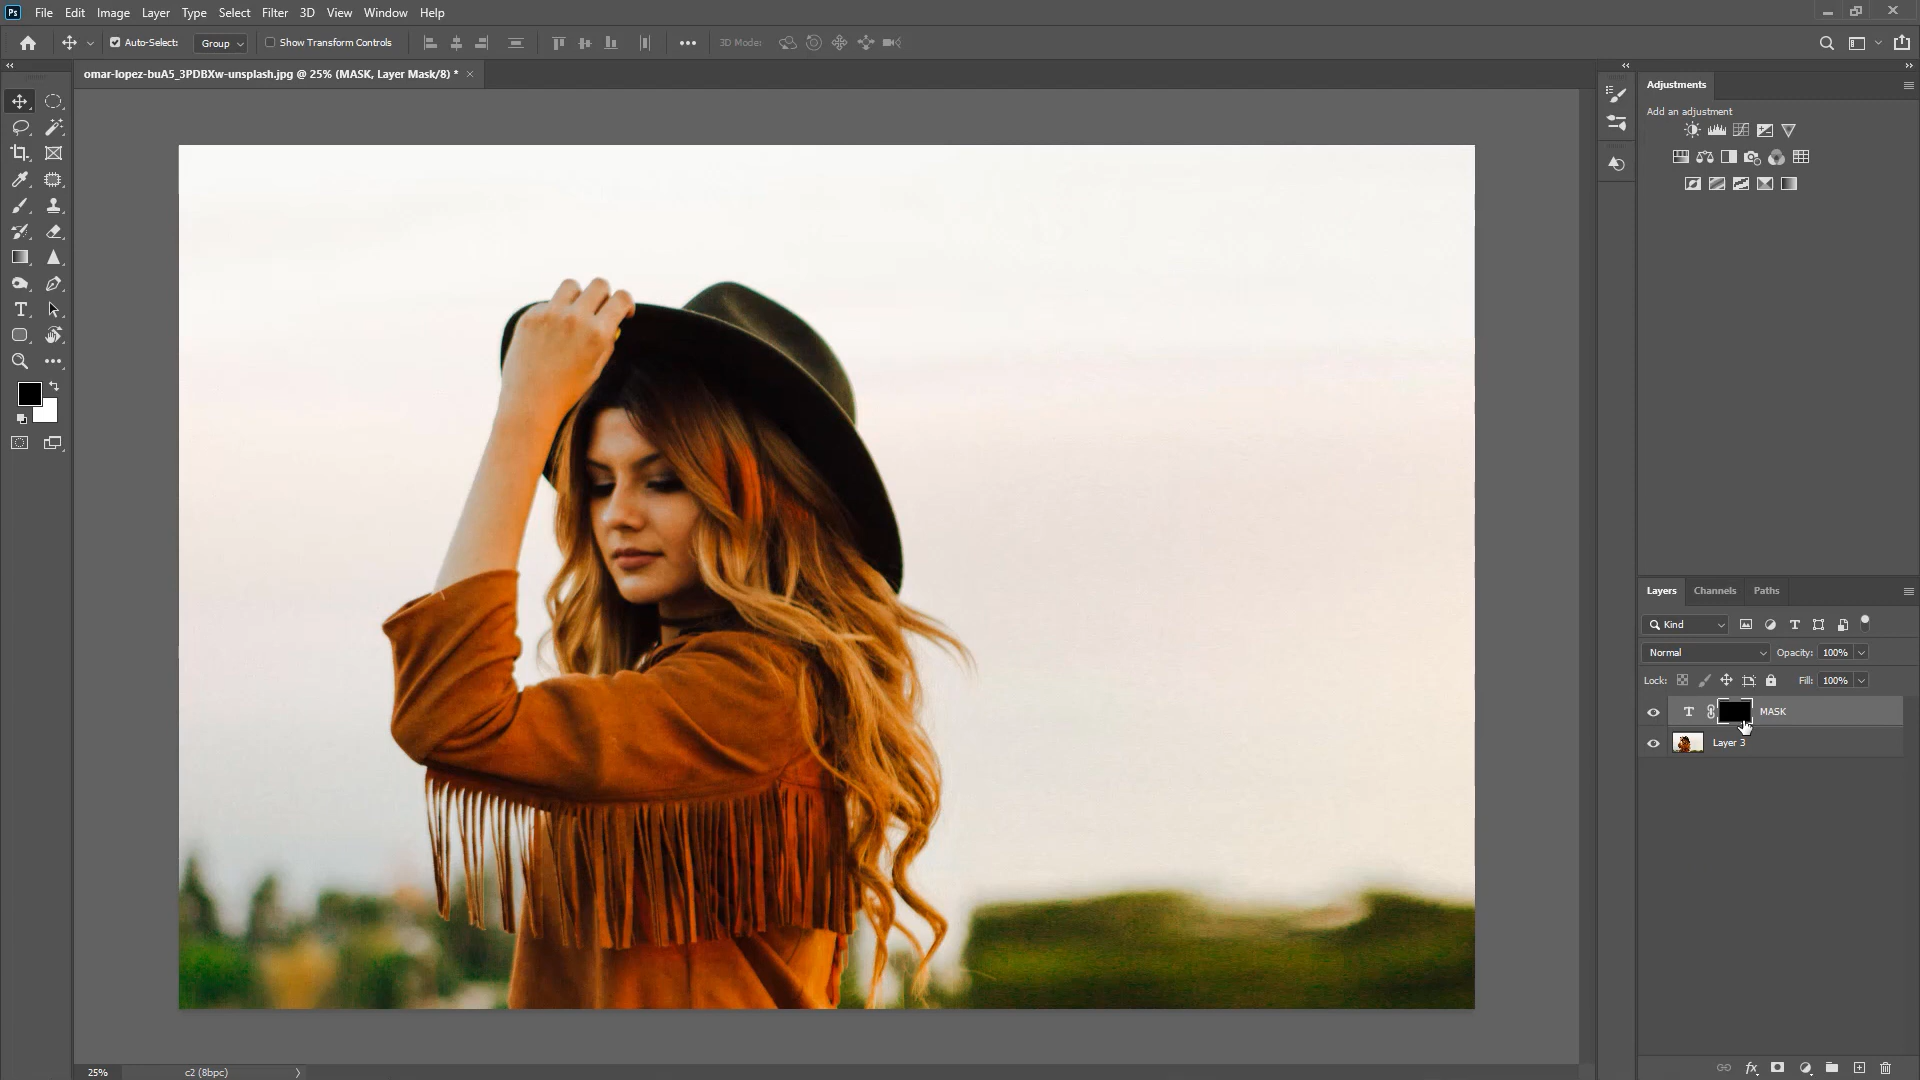 Ps File Edit Image Layer Type Select Filter 3D View Window Help
Auto-Select: Group Show Transform Controls 3D Mode:
omar-lopez-buA5_3PDBXw-unsplash.jpg @ 25% (MASK, Layer Mask/8) *
Adjustments
Add an adjustment
Layers Channels Paths
Kind
Normal Opacity: 100%
Lock: Fill: 100%
T MASK
Layer 3
25% c2 (8bpc)
fx